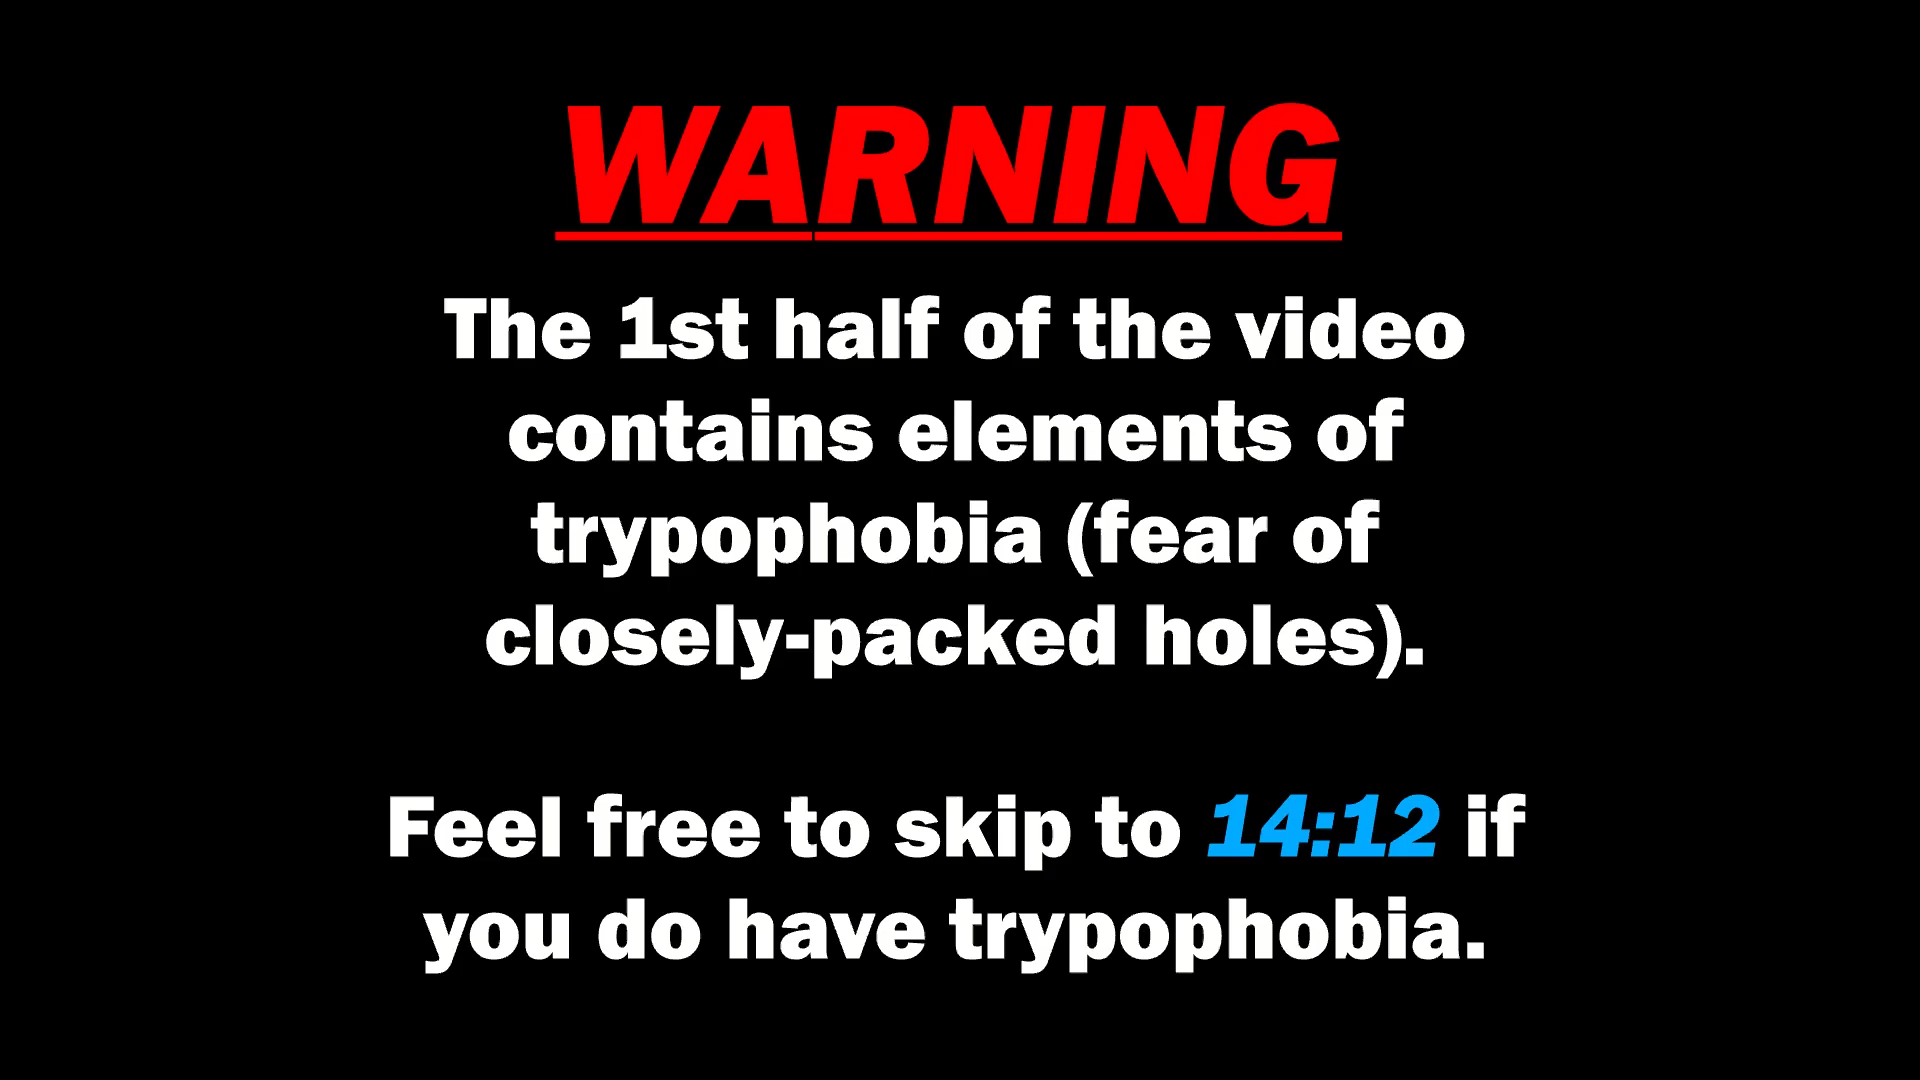 WARNING
The 1st half of the video
contains elements of
trypophobia (fear of
closely-packed holes).
Feel free to skip to 14:12 if
you do have trypophobia.